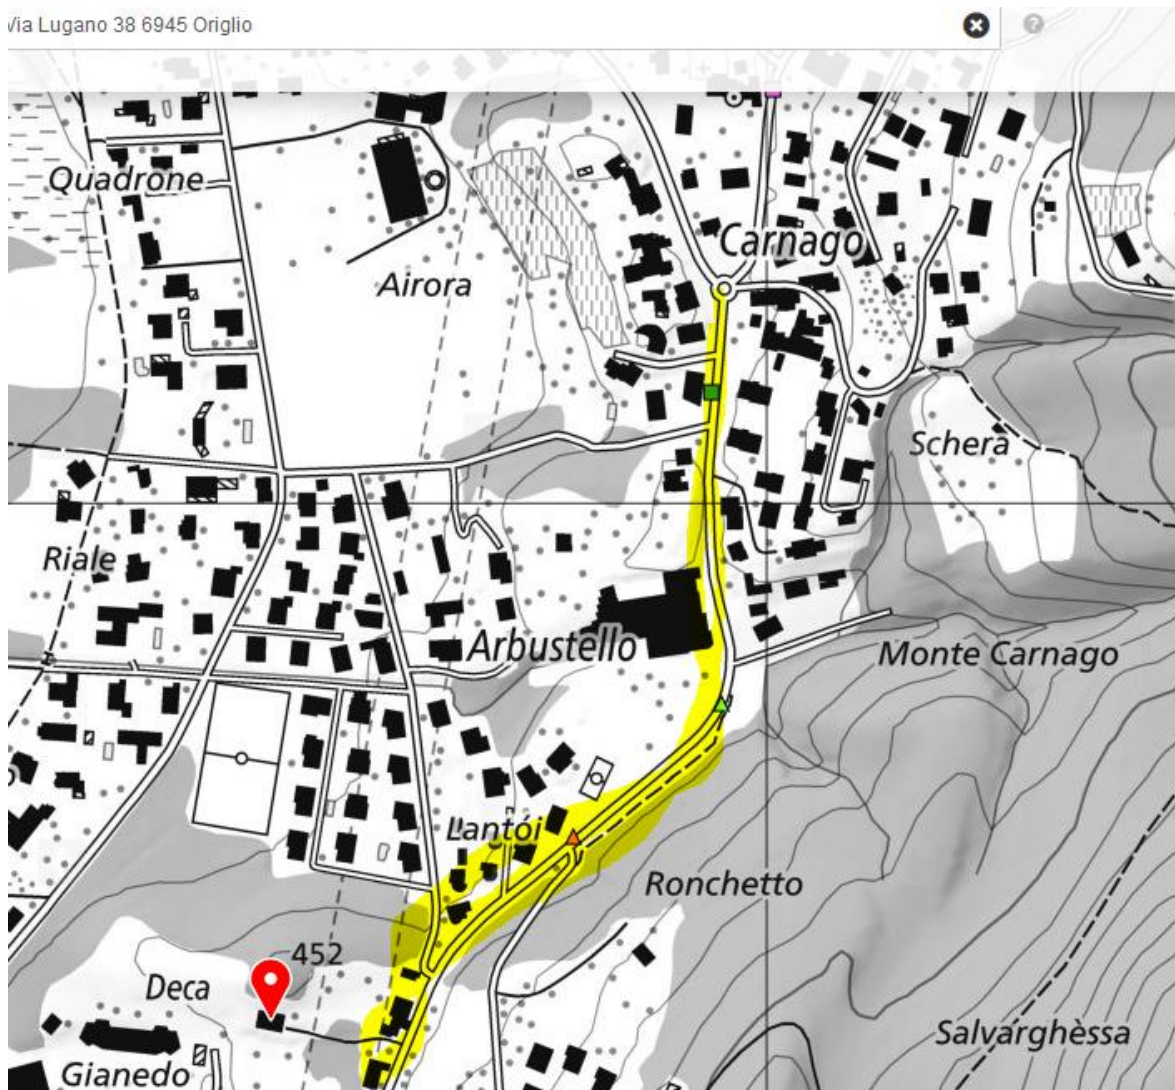 Via Lugano 38 6945 Origlio
Quadrone
Carnago
Airora
Schera
Riale
Arbustello
Monte Carnago
Lantói
Ronchetto
452
Deca
Salvarghèssa
Gianedo